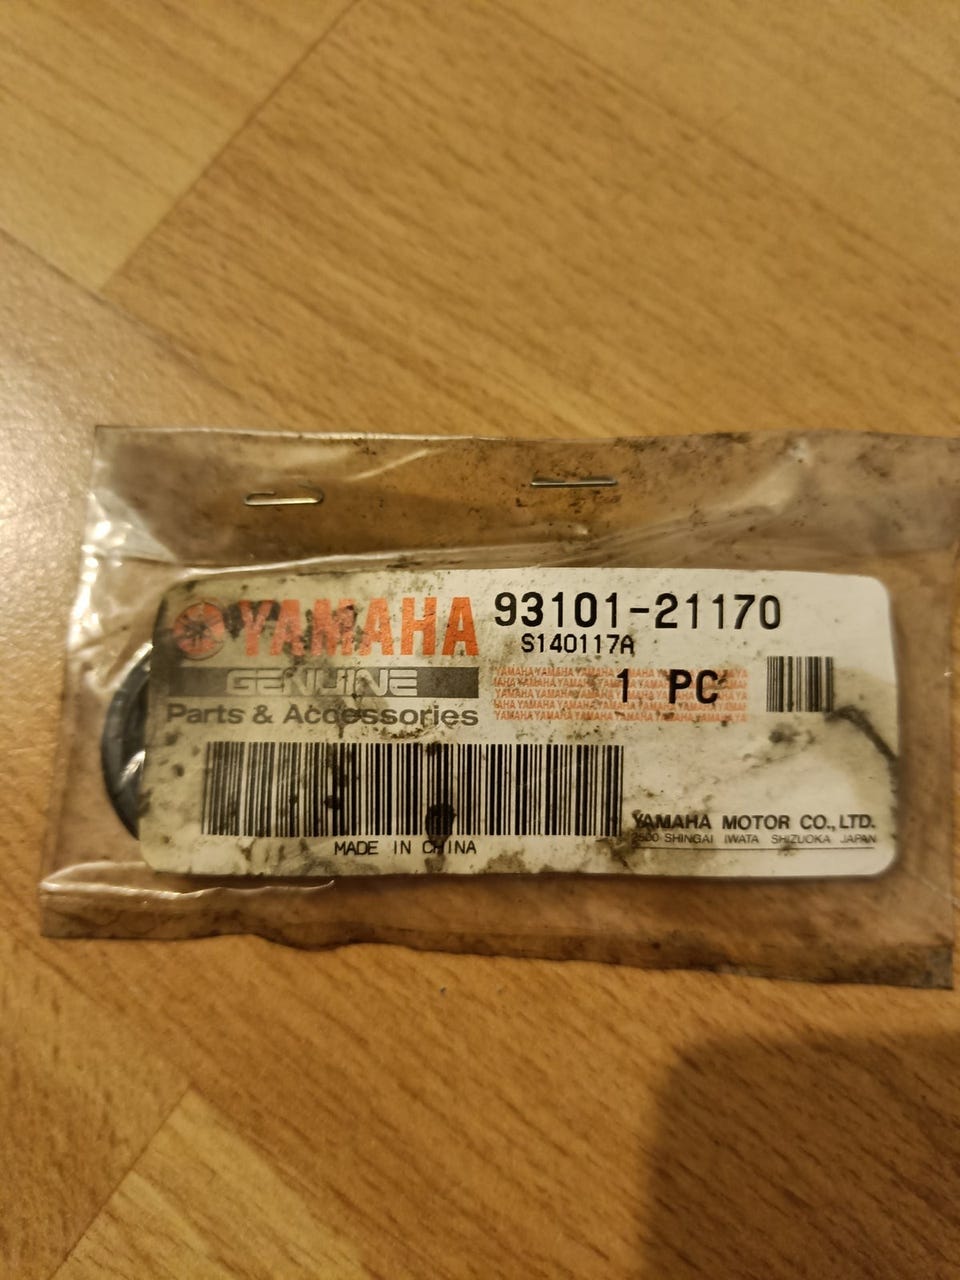 YAMAHA
93101-21170
S140117A
GENUINE
1 PC
Parts & Accessories
YAMAHA MOTOR CO., LTD.
2500 SHINGAI IWATA SHIZUOKA JAPAN
MADE IN CHINA